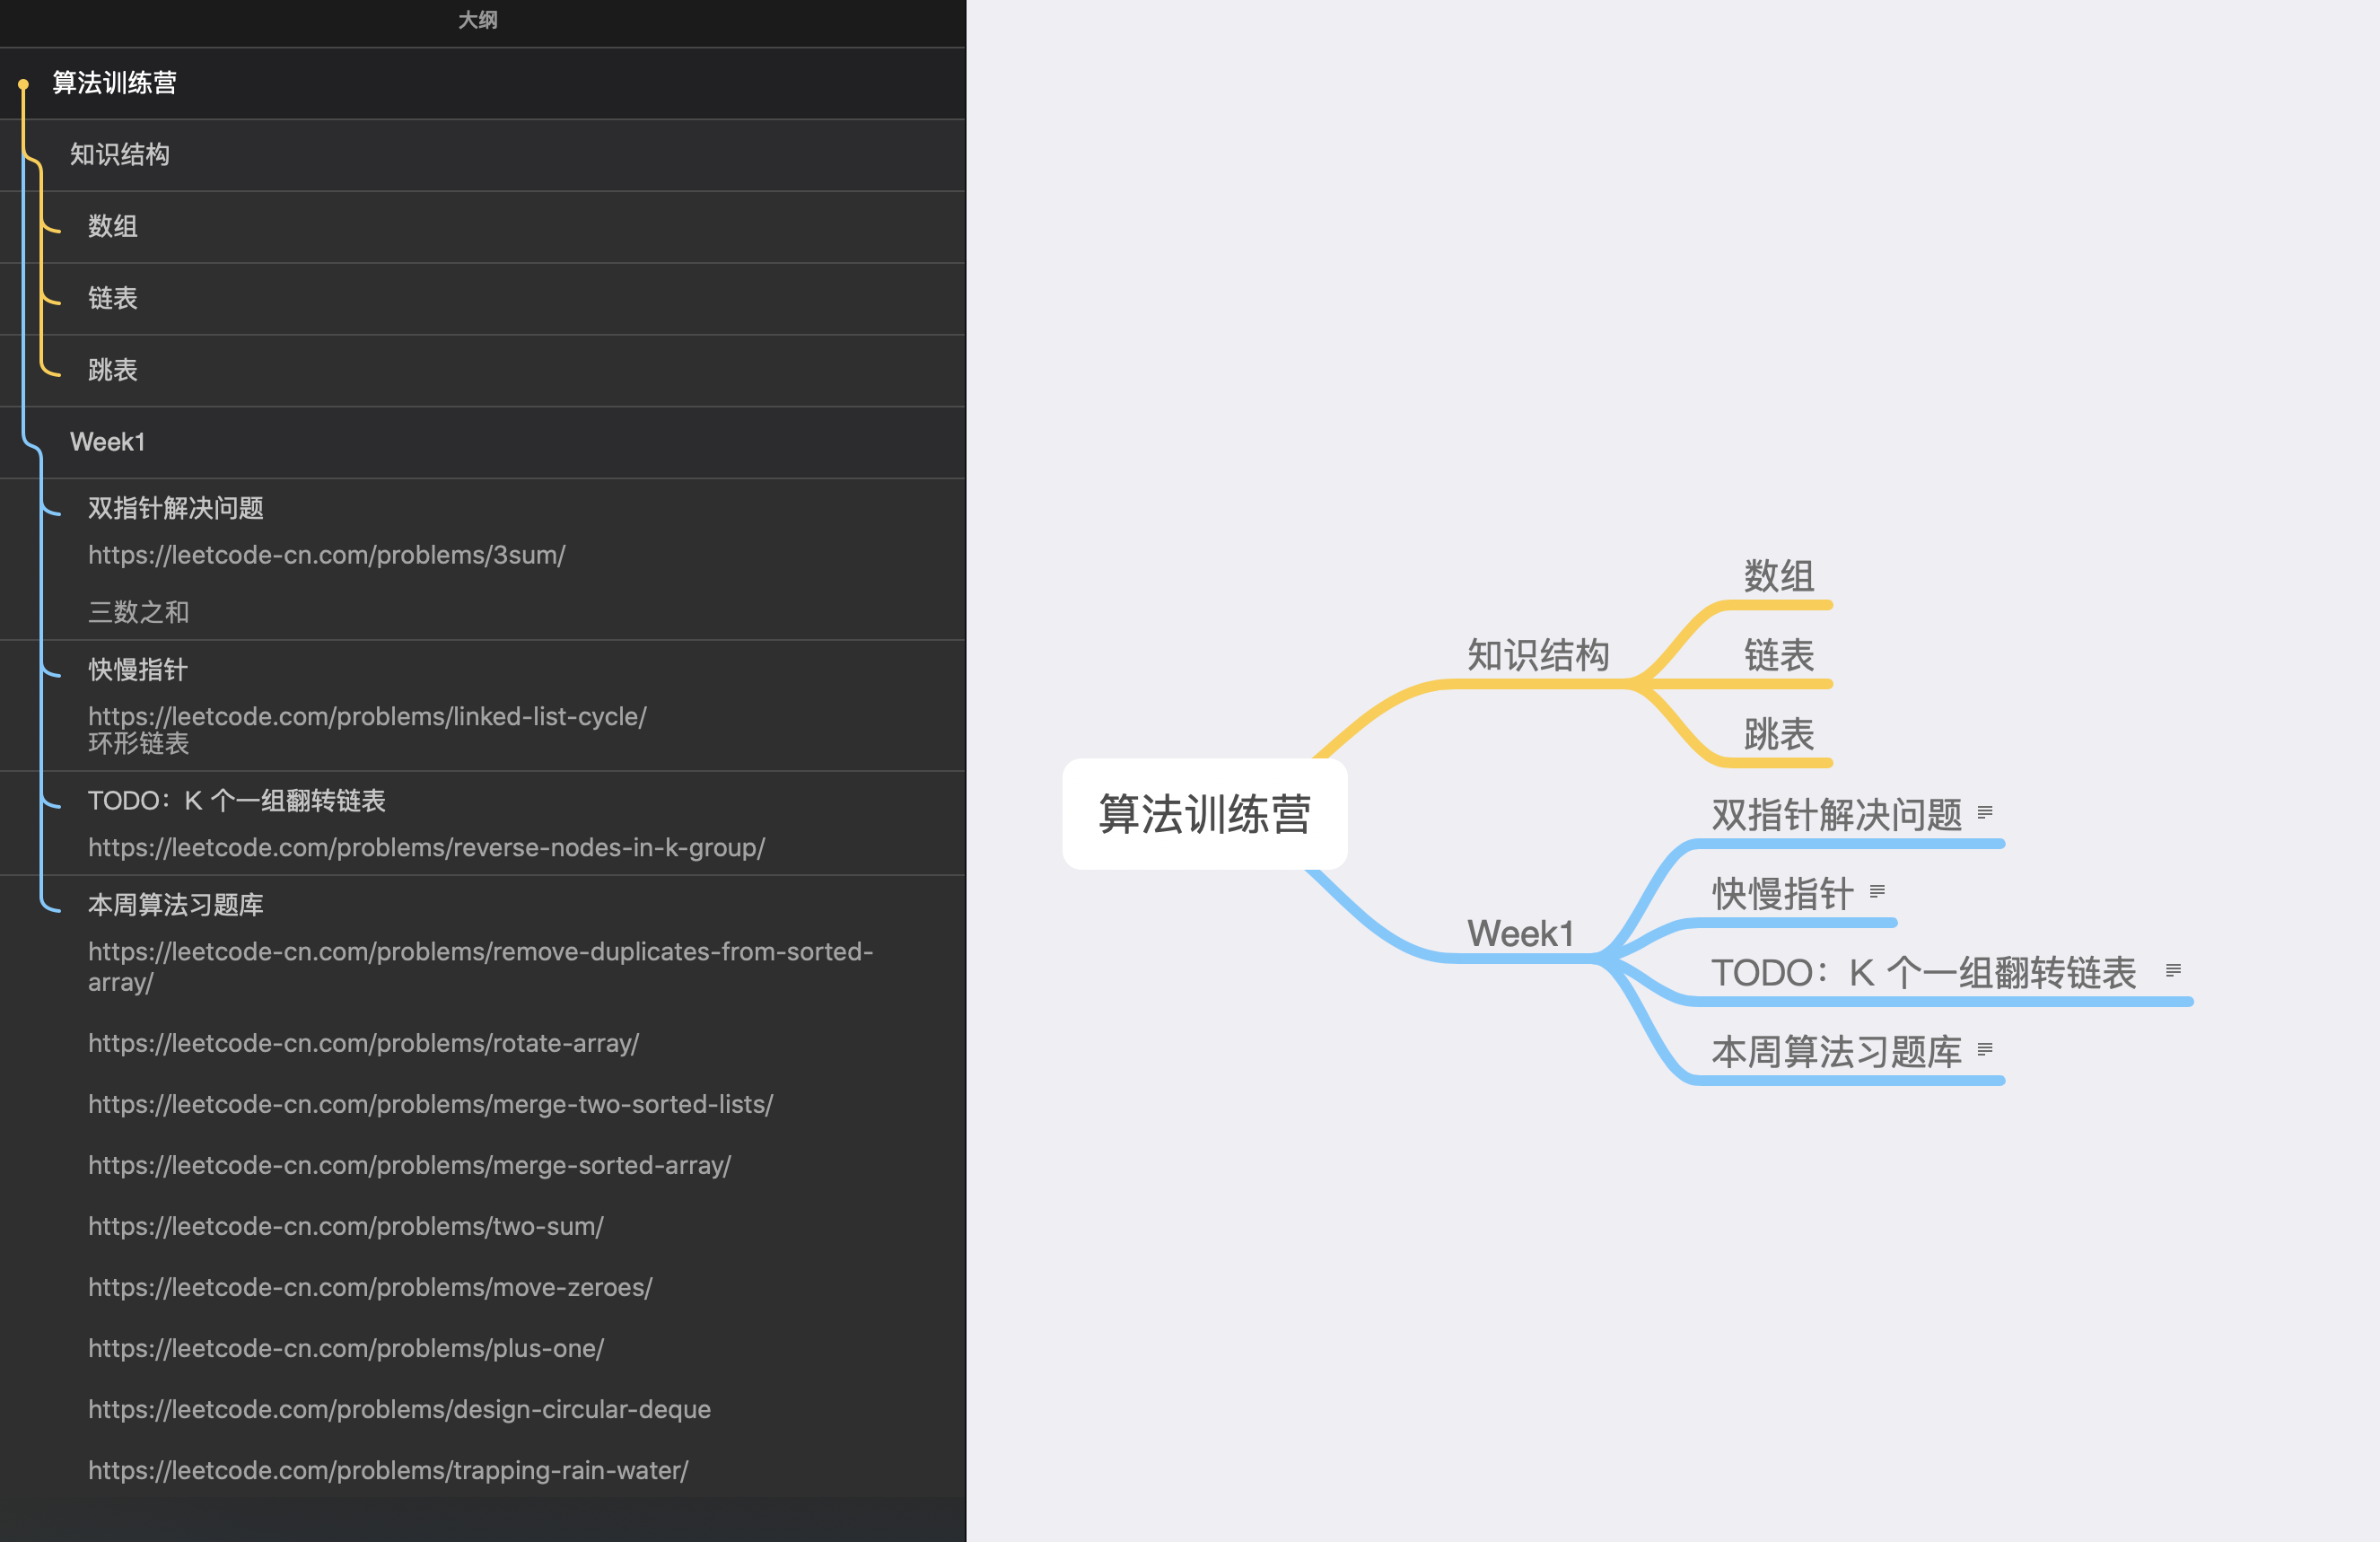 大纲
算法训练营
知识结构
数组
链表
跳表
Week1
双指针解决问题
https://leetcode-cn.com/problems/3sum/
三数之和
快慢指针
https://leetcode.com/problems/linked-list-cycle/
环形链表
TODO：K 个一组翻转链表
https://leetcode.com/problems/reverse-nodes-in-k-group/
本周算法习题库
https://leetcode-cn.com/problems/remove-duplicates-from-sorted-
array/
https://leetcode-cn.com/problems/rotate-array/
https://leetcode-cn.com/problems/merge-two-sorted-lists/
https://leetcode-cn.com/problems/merge-sorted-array/
https://leetcode-cn.com/problems/two-sum/
https://leetcode-cn.com/problems/move-zeroes/
https://leetcode-cn.com/problems/plus-one/
https://leetcode.com/problems/design-circular-deque
https://leetcode.com/problems/trapping-rain-water/
算法训练营
知识结构
数组
链表
跳表
Week1
双指针解决问题
快慢指针
TODO：K 个一组翻转链表
本周算法习题库